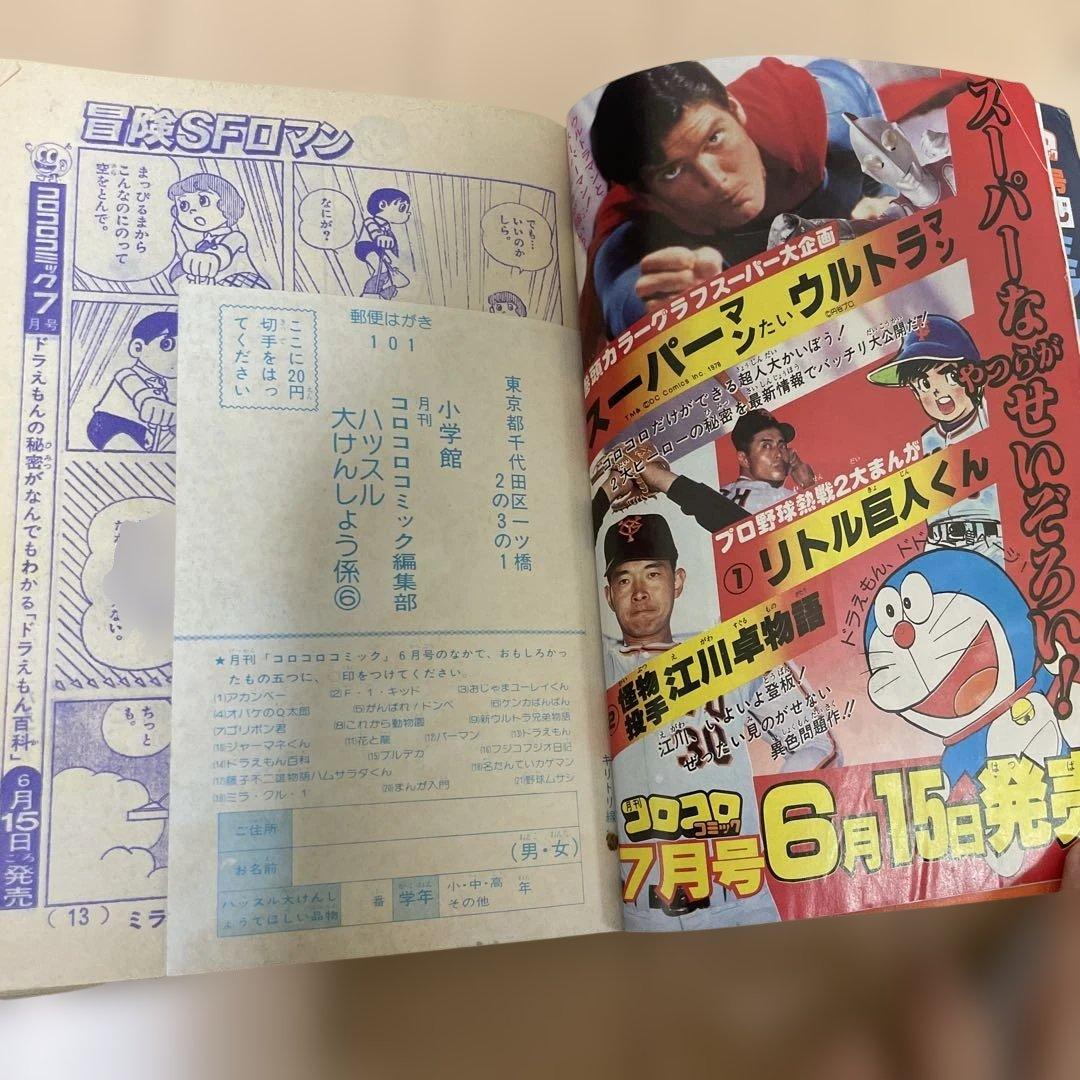 冒険SFロマン
まっぴるまから
こんなのにのって
空をとんで。
なにが？
でも…
いいのか
しら。
ない。
ちっと
も。
コロコロコミック7月号
ドラえもんの秘密がなんでもわかる「ドラえもん百科」
6月15日ころ発売
(13) ミラ
郵便はがき
101
ここに20円
切手をはっ
てください
東京都千代田区一ツ橋
2の3の1
小学館
月刊
コロコロコミック編集部
ハッスル
大けんしょう係⑥
★月刊「コロコロコミック」6月号のなかで、おもしろかっ
たもの五つに、○印をつけてください。
(1)アカンベー (2)F・1・キッド (3)おじゃまユーレイくん
(4)オバケのQ太郎 (5)がんばれ！ドンベ (6)ケンカばんばん
(7)ゴリポン君 (8)これから動物園 (9)新ウルトラ兄弟物語
(10)ジャーマネくん (11)花と龍 (12)パーマン (13)ドラえもん
(14)ドラえもん百科 (15)ブルデカ (16)フジコフジオ日記
(17)藤子不二雄物語ハムサラダくん (18)名たんていカゲマン
(19)ミラ・クル・1 (20)まんが入門 (21)野球ムサシ
ご住所
お名前
(男・女)
ハッスル大けんし
ょうでほしい品物
番
学年
小・中・高 年
その他
キリトリ線
スーパーなやつらがせいぞろい！
巻頭カラーグラフスーパー大企画
スーパーマンたいウルトラマン
©円谷プロ
TM& ©DC Comics Inc. 1978
コロコロだけができる超人大かいぼう！
2大ヒーローの秘密を最新情報でバッチリ大公開だ！
プロ野球熱戦2大まんが
①リトル巨人くん
②怪物投手江川卓物語
江川、いよいよ登板！
ぜったい見のがせない
異色問題作!!
ドラえもん、ドドドーン
月刊
コロコロ
コミック
7月号
6月15日発売